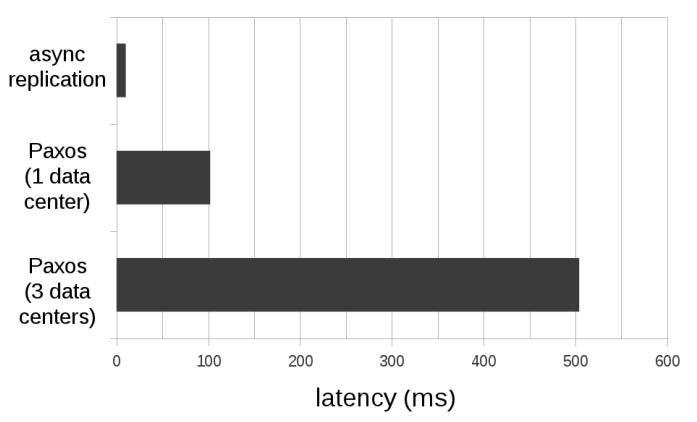 async
replication
Paxos
(1 data
center)
Paxos
(3 data
centers)
0 100 200 300 400 500 600
latency (ms)